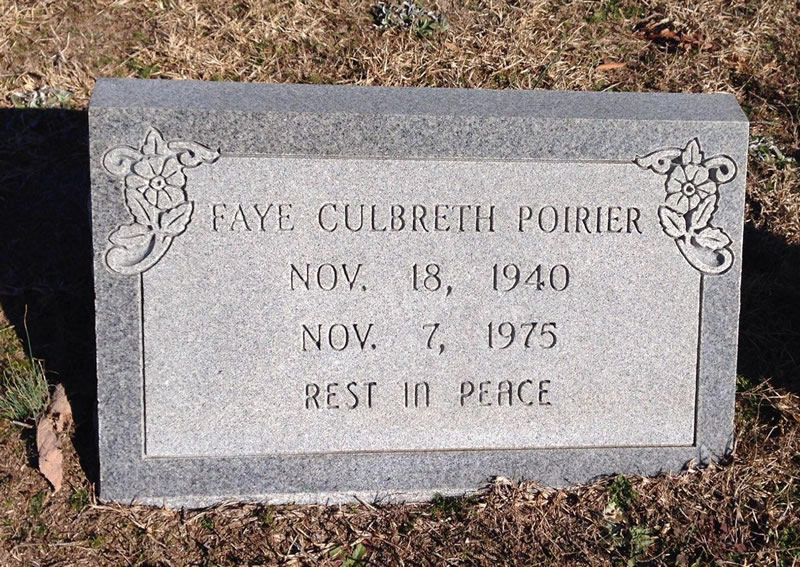 FAYE CULBRETH POIRIER
NOV. 18, 1940
NOV. 7, 1975
REST IN PEACE